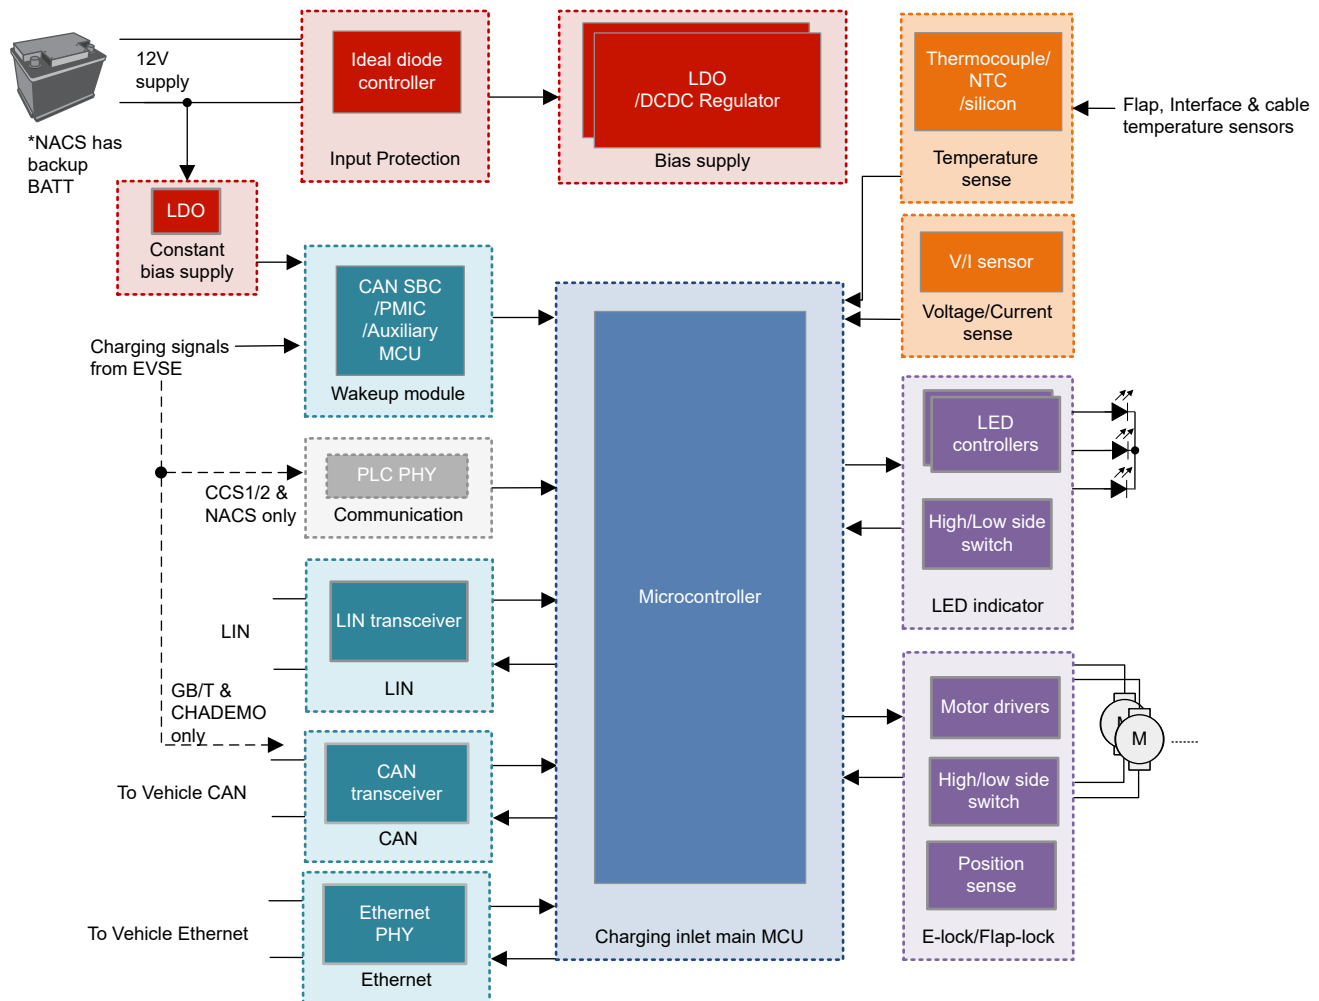 12V
supply
*NACS has
backup
BATT
Ideal diode
controller
Input Protection
LDO
/DCDC Regulator
Bias supply
Thermocouple/
NTC
/silicon
Temperature
sense
Flap, Interface & cable
temperature sensors
LDO
Constant
bias supply
CAN SBC
/PMIC
/Auxiliary
MCU
Wakeup module
V/I sensor
Voltage/Current
sense
Charging signals
from EVSE
PLC PHY
Communication
CCS1/2 &
NACS only
LED
controllers
High/Low side
switch
LED indicator
Microcontroller
Charging inlet main MCU
LIN transceiver
LIN
LIN
GB/T &
CHADEMO
only
Motor drivers
High/low side
switch
Position
sense
E-lock/Flap-lock
M
CAN
transceiver
CAN
To Vehicle CAN
Ethernet
PHY
Ethernet
To Vehicle Ethernet